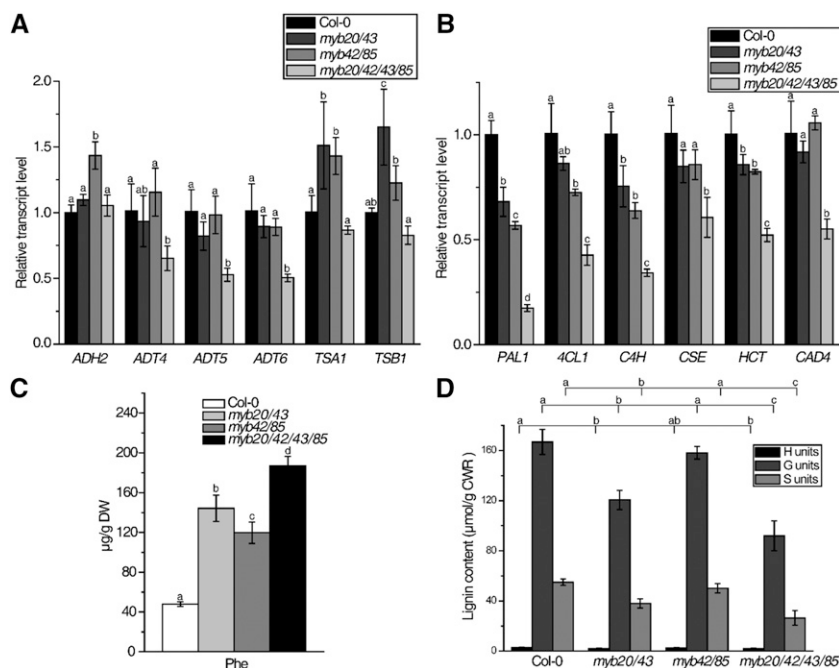 A
Col-0
myb20/43
myb42/85
myb20/42/43/85
Relative transcript level
2.0
1.5
1.0
0.5
0.0
a a b a
a ab a b
a a a b
a a a b
a a a a
ab c b a
ADH2 ADT4 ADT5 ADT6 TSA1 TSB1
B
Col-0
myb20/43
myb42/85
myb20/42/43/85
Relative transcript level
1.0
0.5
0.0
a b c d
a ab b c
a b b c
a a a b
a b b c
a a a b
PAL1 4CL1 C4H CSE HCT CAD4
C
Col-0
myb20/43
myb42/85
myb20/42/43/85
µg/g DW
240
200
160
120
80
40
0
a b c d
Phe
D
a b a c
a b a c
a b ab b
H units
G units
S units
Lignin content (µmol/g CWR )
160
120
80
40
0
Col-0 myb20/43 myb42/85 myb20/42/43/85